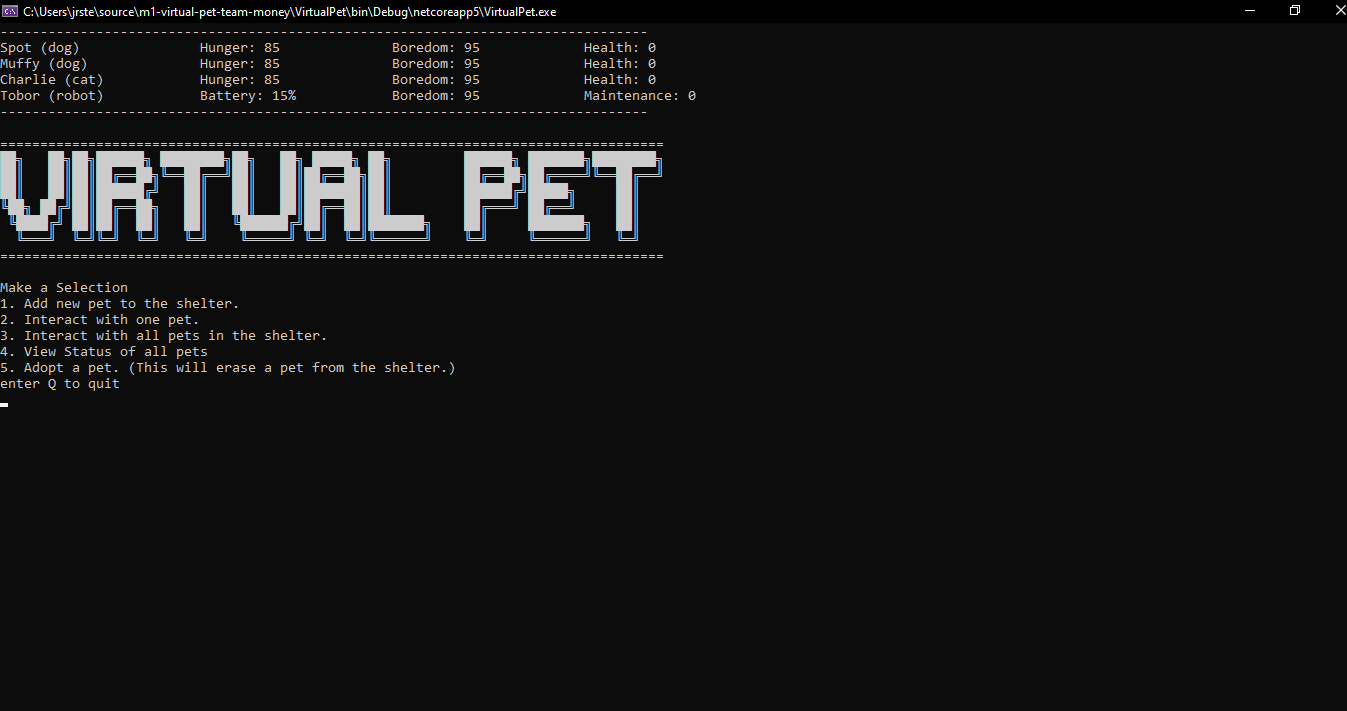 C:\Users\jrste\source\m1-virtual-pet-team-money\VirtualPet\bin\Debug\netcoreapp5\VirtualPet.exe
---------------------------------------------------------------------------------
Spot (dog) Hunger: 85 Boredom: 95 Health: 0
Muffy (dog) Hunger: 85 Boredom: 95 Health: 0
Charlie (cat) Hunger: 85 Boredom: 95 Health: 0
Tobor (robot) Battery: 15% Boredom: 95 Maintenance: 0
---------------------------------------------------------------------------------
===================================================================================
VIRTUAL PET
===================================================================================
Make a Selection
1. Add new pet to the shelter.
2. Interact with one pet.
3. Interact with all pets in the shelter.
4. View Status of all pets
5. Adopt a pet. (This will erase a pet from the shelter.)
enter Q to quit